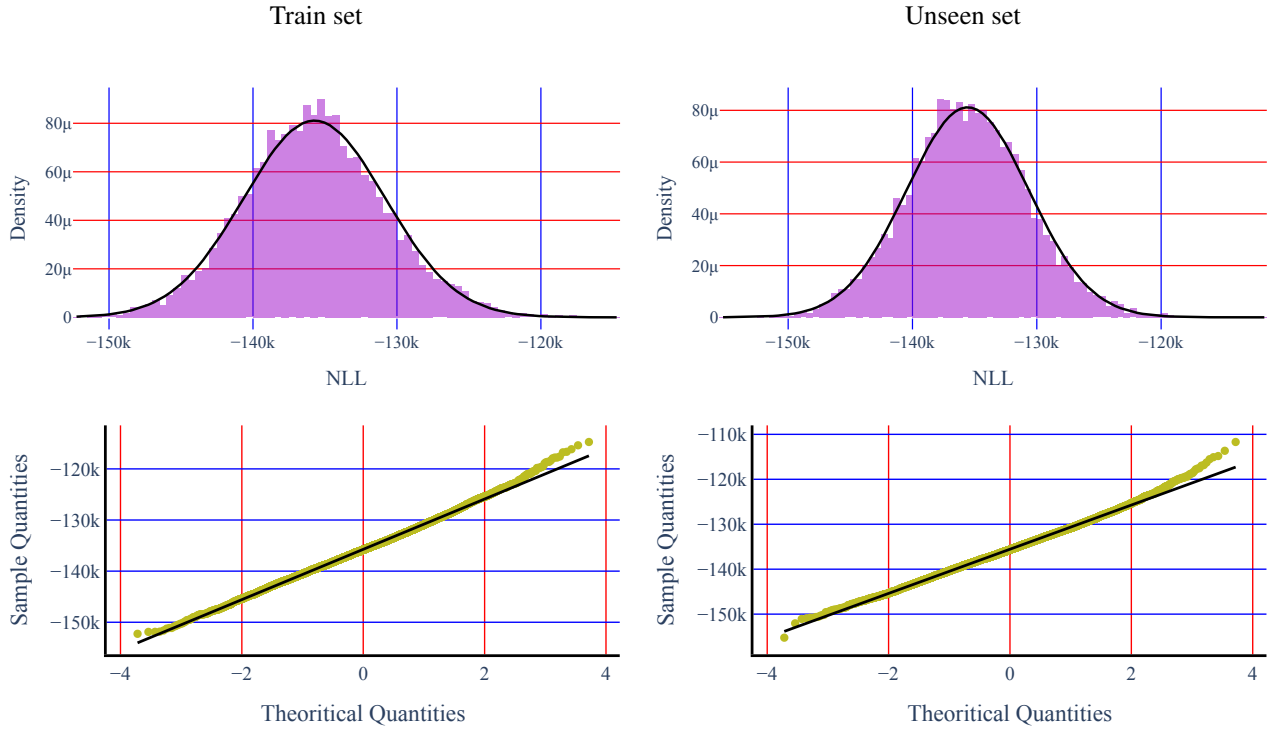 Train set
Unseen set
80μ
60μ
40μ
20μ
0
−150k
−140k
−130k
−120k
Density
NLL
80μ
60μ
40μ
20μ
0
−150k
−140k
−130k
−120k
Density
NLL
−120k
−130k
−140k
−150k
−4
−2
0
2
4
Sample Quantities
Theoritical Quantities
−110k
−120k
−130k
−140k
−150k
−4
−2
0
2
4
Sample Quantities
Theoritical Quantities